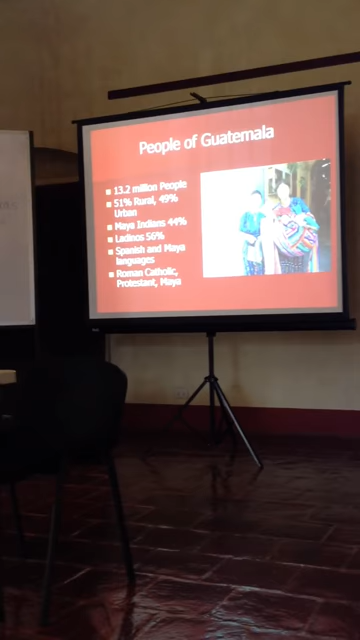 People of Guatemala
13.2 million People
51% Rural, 49%
Urban
Maya Indians 44%
Ladinos 56%
Spanish and Maya
languages
Roman Catholic,
Protestant, Maya